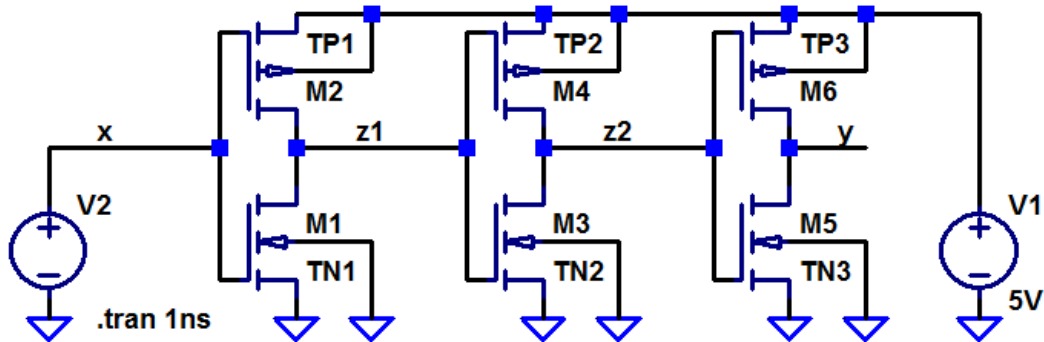 TP1
TP2
TP3
M2
M4
M6
x
z1
z2
y
V2
M1
M3
M5
V1
TN1
TN2
TN3
5V
.tran 1ns